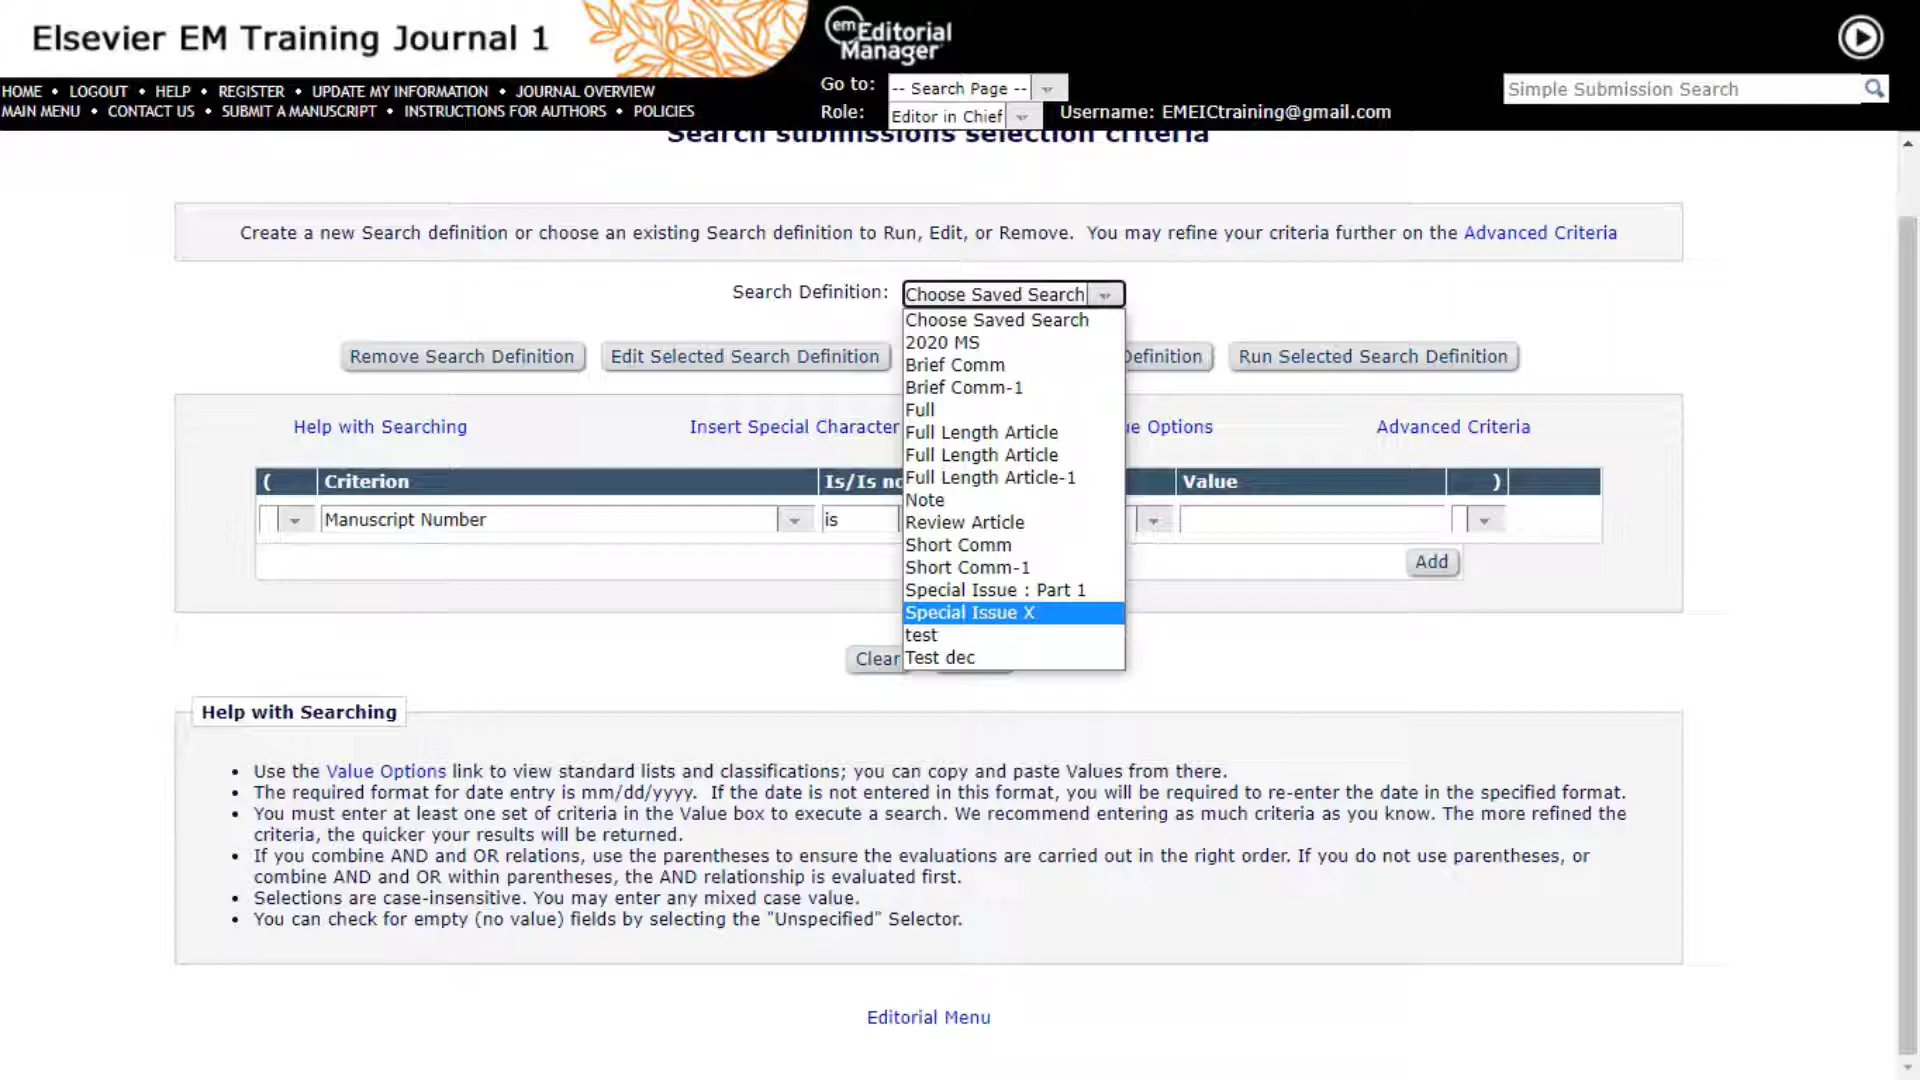 Elsevier EM Training Journal 1
em Editorial Manager
HOME • LOGOUT • HELP • REGISTER • UPDATE MY INFORMATION • JOURNAL OVERVIEW
MAIN MENU • CONTACT US • SUBMIT A MANUSCRIPT • INSTRUCTIONS FOR AUTHORS • POLICIES
Go to: -- Search Page --
Role: Editor in Chief Username: EMEICtraining@gmail.com
Simple Submission Search
Search submissions selection criteria
Create a new Search definition or choose an existing Search definition to Run, Edit, or Remove. You may refine your criteria further on the Advanced Criteria
Search Definition: Choose Saved Search
Choose Saved Search
2020 MS
Brief Comm
Brief Comm-1
Full
Full Length Article
Full Length Article
Full Length Article-1
Note
Review Article
Short Comm
Short Comm-1
Special Issue : Part 1
Special Issue X
test
Test dec
Remove Search Definition Edit Selected Search Definition Definition Run Selected Search Definition
Help with Searching Insert Special Character ue Options Advanced Criteria
( Criterion Is/Is no Value )
Manuscript Number is
Add
Clear
Help with Searching
• Use the Value Options link to view standard lists and classifications; you can copy and paste Values from there.
• The required format for date entry is mm/dd/yyyy. If the date is not entered in this format, you will be required to re-enter the date in the specified format.
• You must enter at least one set of criteria in the Value box to execute a search. We recommend entering as much criteria as you know. The more refined the
criteria, the quicker your results will be returned.
• If you combine AND and OR relations, use the parentheses to ensure the evaluations are carried out in the right order. If you do not use parentheses, or
combine AND and OR within parentheses, the AND relationship is evaluated first.
• Selections are case-insensitive. You may enter any mixed case value.
• You can check for empty (no value) fields by selecting the "Unspecified" Selector.
Editorial Menu